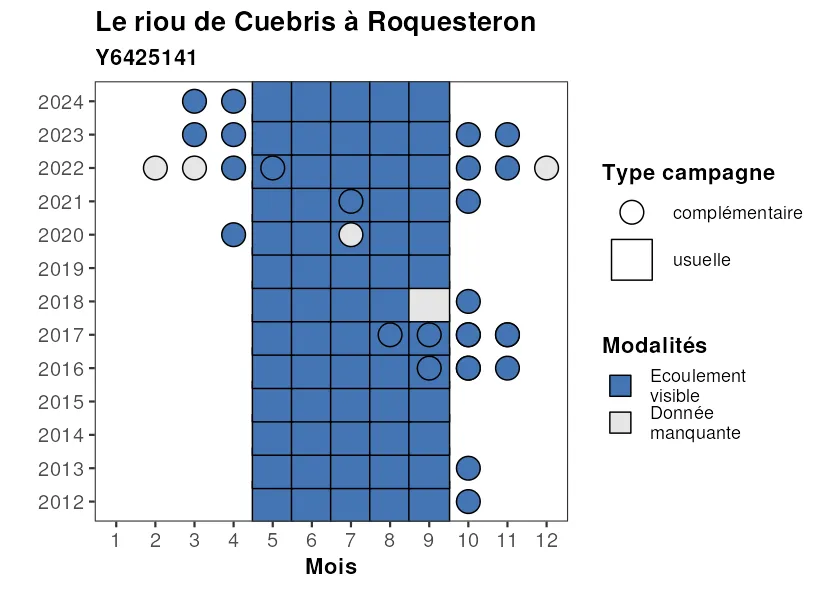 Le riou de Cuebris à Roquesteron
Y6425141
2024
2023
2022
2021
2020
2019
2018
2017
2016
2015
2014
2013
2012
1 2 3 4 5 6 7 8 9 10 11 12
Mois
Type campagne
complémentaire
usuelle
Modalités
Ecoulement
visible
Donnée
manquante